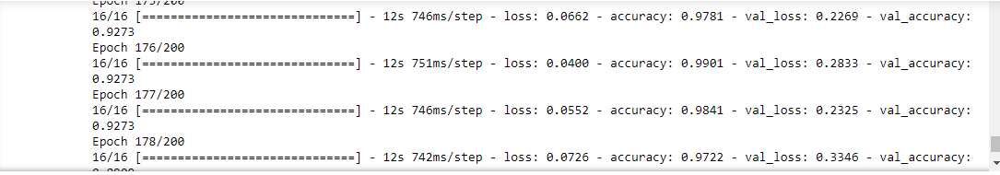 Epoch 175/200
16/16 [==============================] - 12s 746ms/step - loss: 0.0662 - accuracy: 0.9781 - val_loss: 0.2269 - val_accuracy:
0.9273
Epoch 176/200
16/16 [==============================] - 12s 751ms/step - loss: 0.0400 - accuracy: 0.9901 - val_loss: 0.2833 - val_accuracy:
0.9273
Epoch 177/200
16/16 [==============================] - 12s 746ms/step - loss: 0.0552 - accuracy: 0.9841 - val_loss: 0.2325 - val_accuracy:
0.9273
Epoch 178/200
16/16 [==============================] - 12s 742ms/step - loss: 0.0726 - accuracy: 0.9722 - val_loss: 0.3346 - val_accuracy: